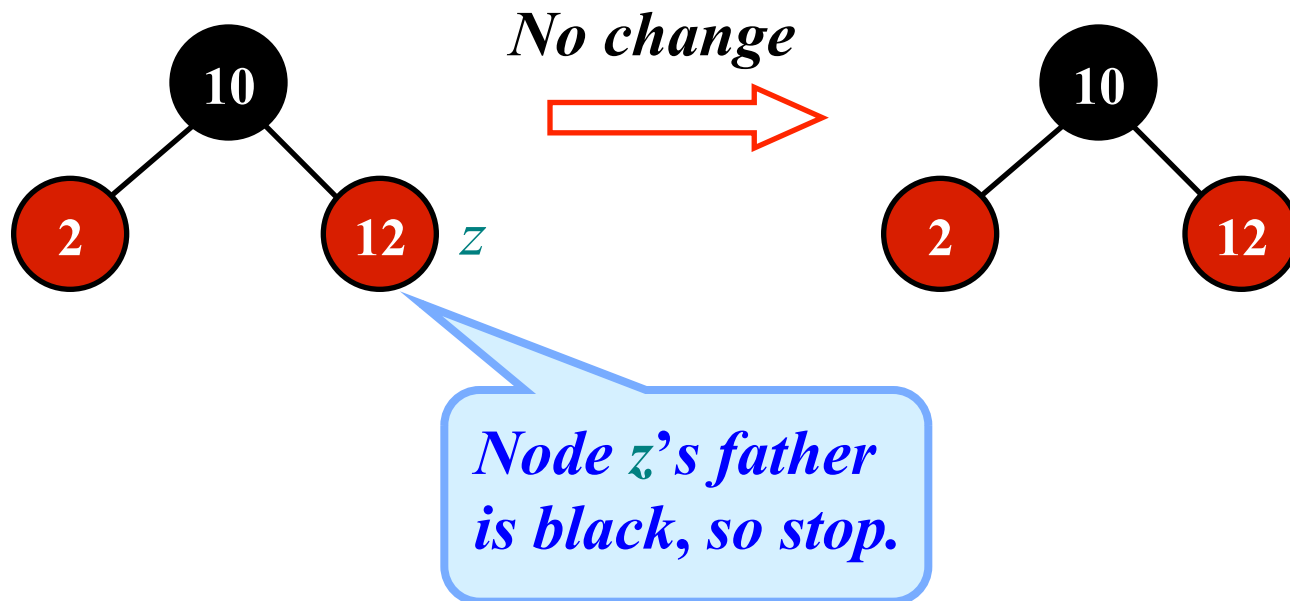 No change
10
10
2
12
z
2
12
Node z’s father
is black, so stop.